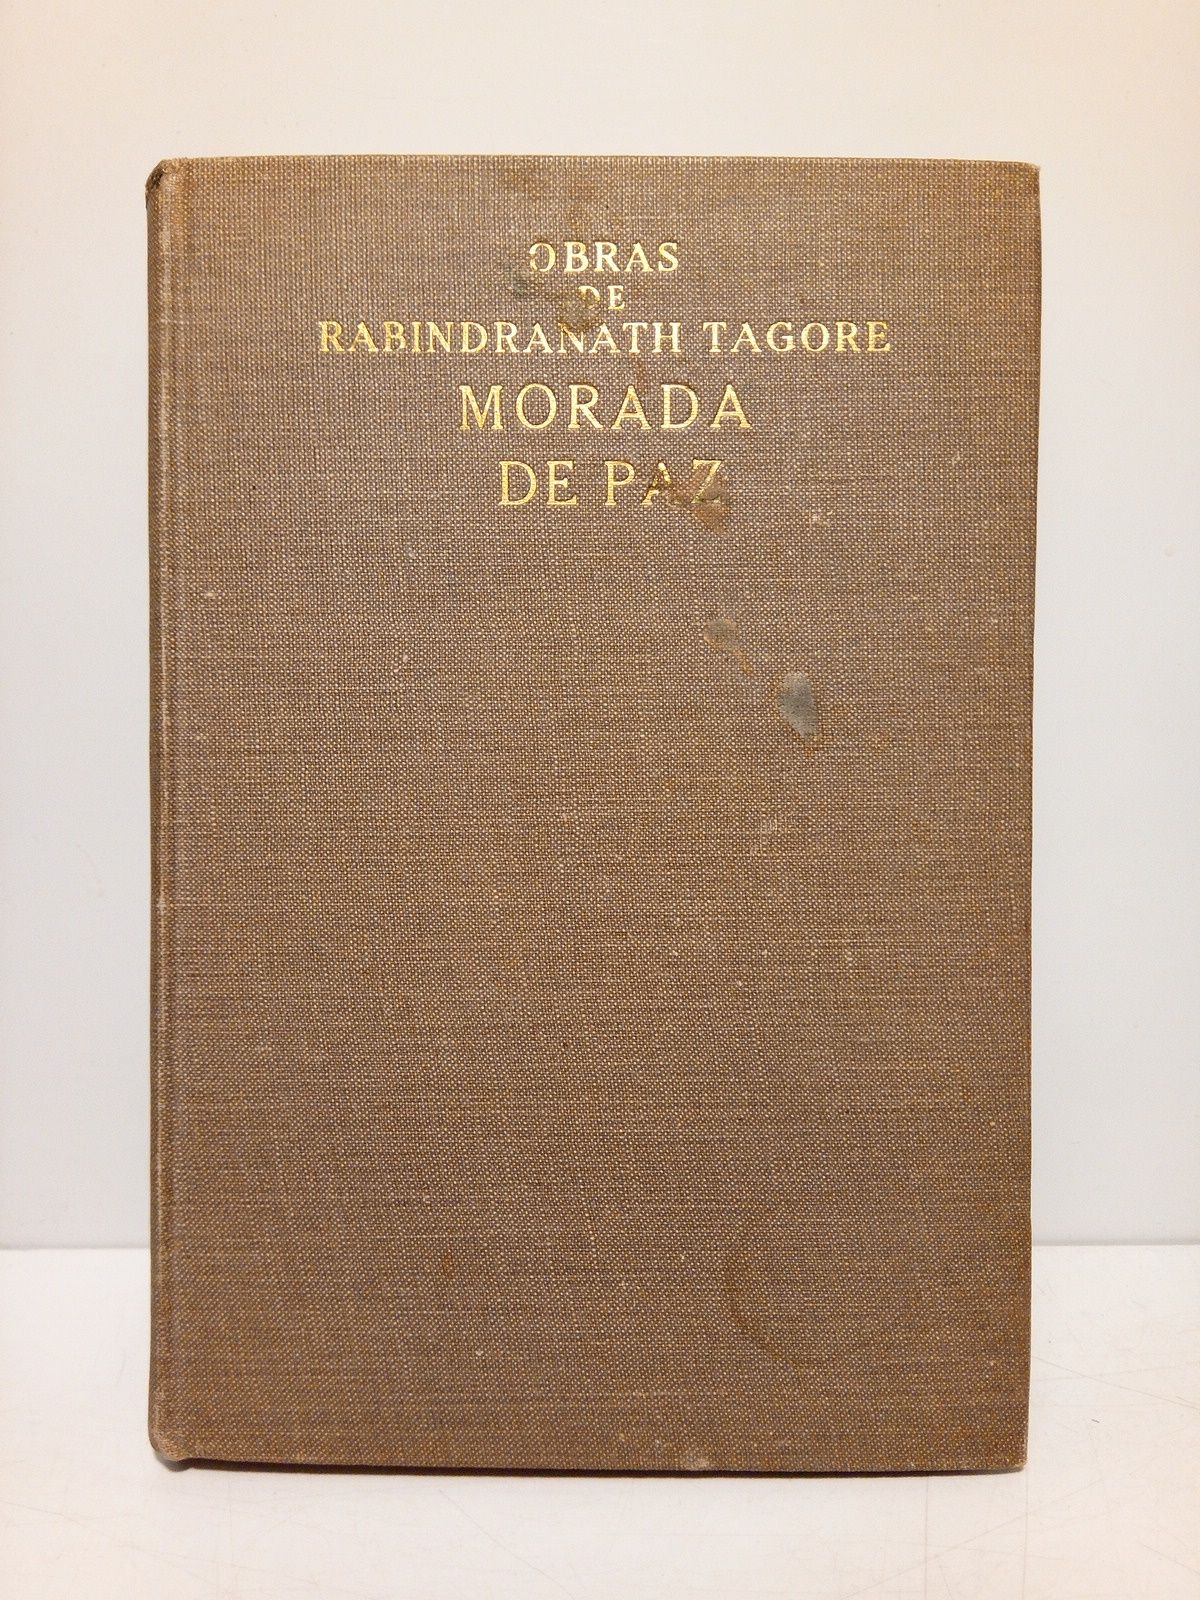 OBRAS
DE
RABINDRANATH TAGORE
MORADA
DE PAZ